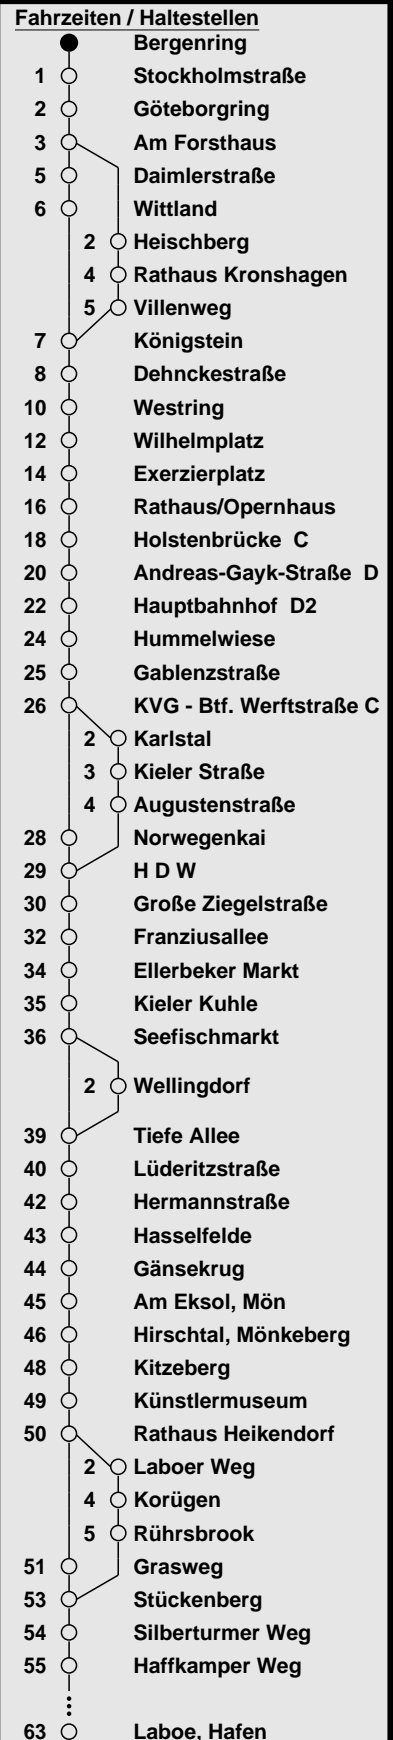 Fahrzeiten / Haltestellen
Bergenring
1 Stockholmstraße
2 Göteborgring
3 Am Forsthaus
5 Daimlerstraße
6 Wittland
2 Heischberg
4 Rathaus Kronshagen
5 Villenweg
7 Königstein
8 Dehnckestraße
10 Westring
12 Wilhelmplatz
14 Exerzierplatz
16 Rathaus/Opernhaus
18 Holstenbrücke C
20 Andreas-Gayk-Straße D
22 Hauptbahnhof D2
24 Hummelwiese
25 Gablenzstraße
26 KVG - Btf. Werftstraße C
2 Karlstal
3 Kieler Straße
4 Augustenstraße
28 Norwegenkai
29 H D W
30 Große Ziegelstraße
32 Franziusallee
34 Ellerbeker Markt
35 Kieler Kuhle
36 Seefischmarkt
2 Wellingdorf
39 Tiefe Allee
40 Lüderitzstraße
42 Hermannstraße
43 Hasselfelde
44 Gänsekrug
45 Am Eksol, Mön
46 Hirschtal, Mönkeberg
48 Kitzeberg
49 Künstlermuseum
50 Rathaus Heikendorf
2 Laboer Weg
4 Korügen
5 Rührsbrook
51 Grasweg
53 Stückenberg
54 Silberturmer Weg
55 Haffkamper Weg
63 Laboe, Hafen